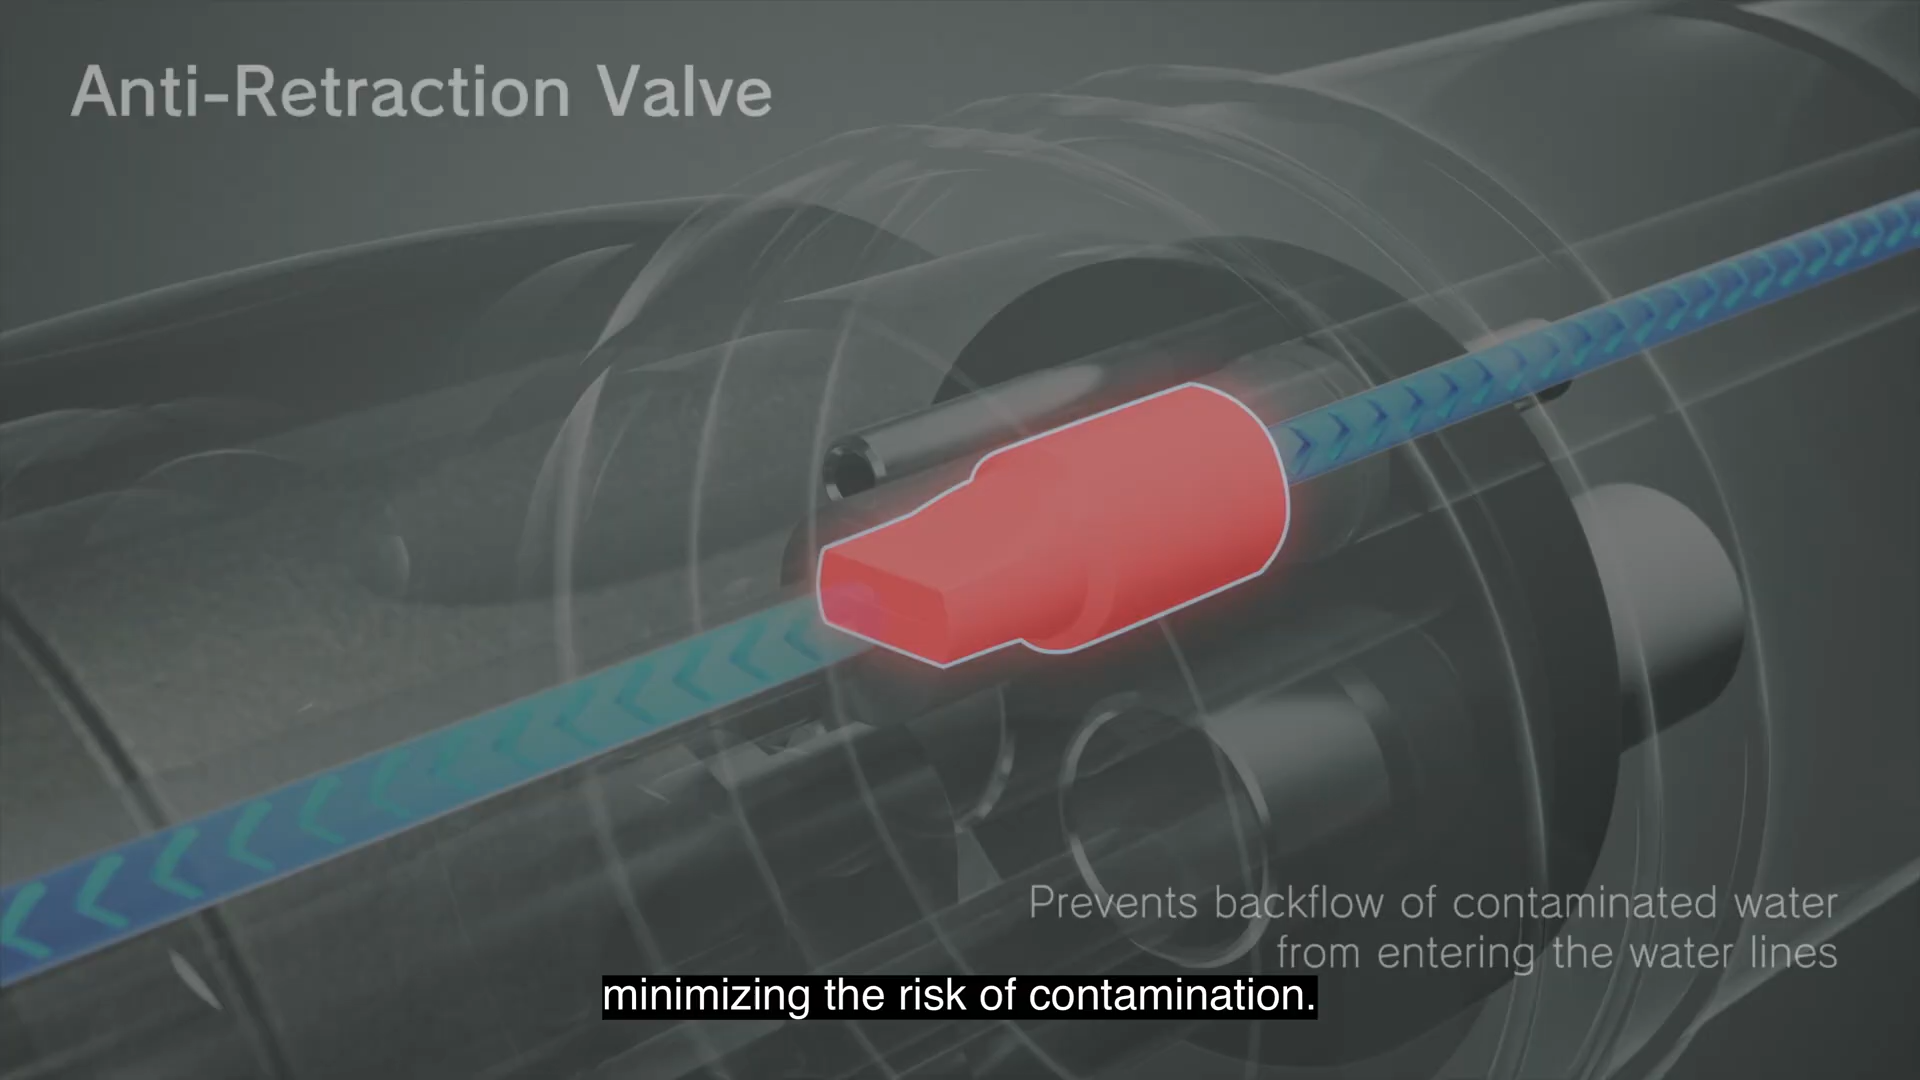 Anti-Retraction Valve
Prevents backflow of contaminated water
from entering the water lines
minimizing the risk of contamination.